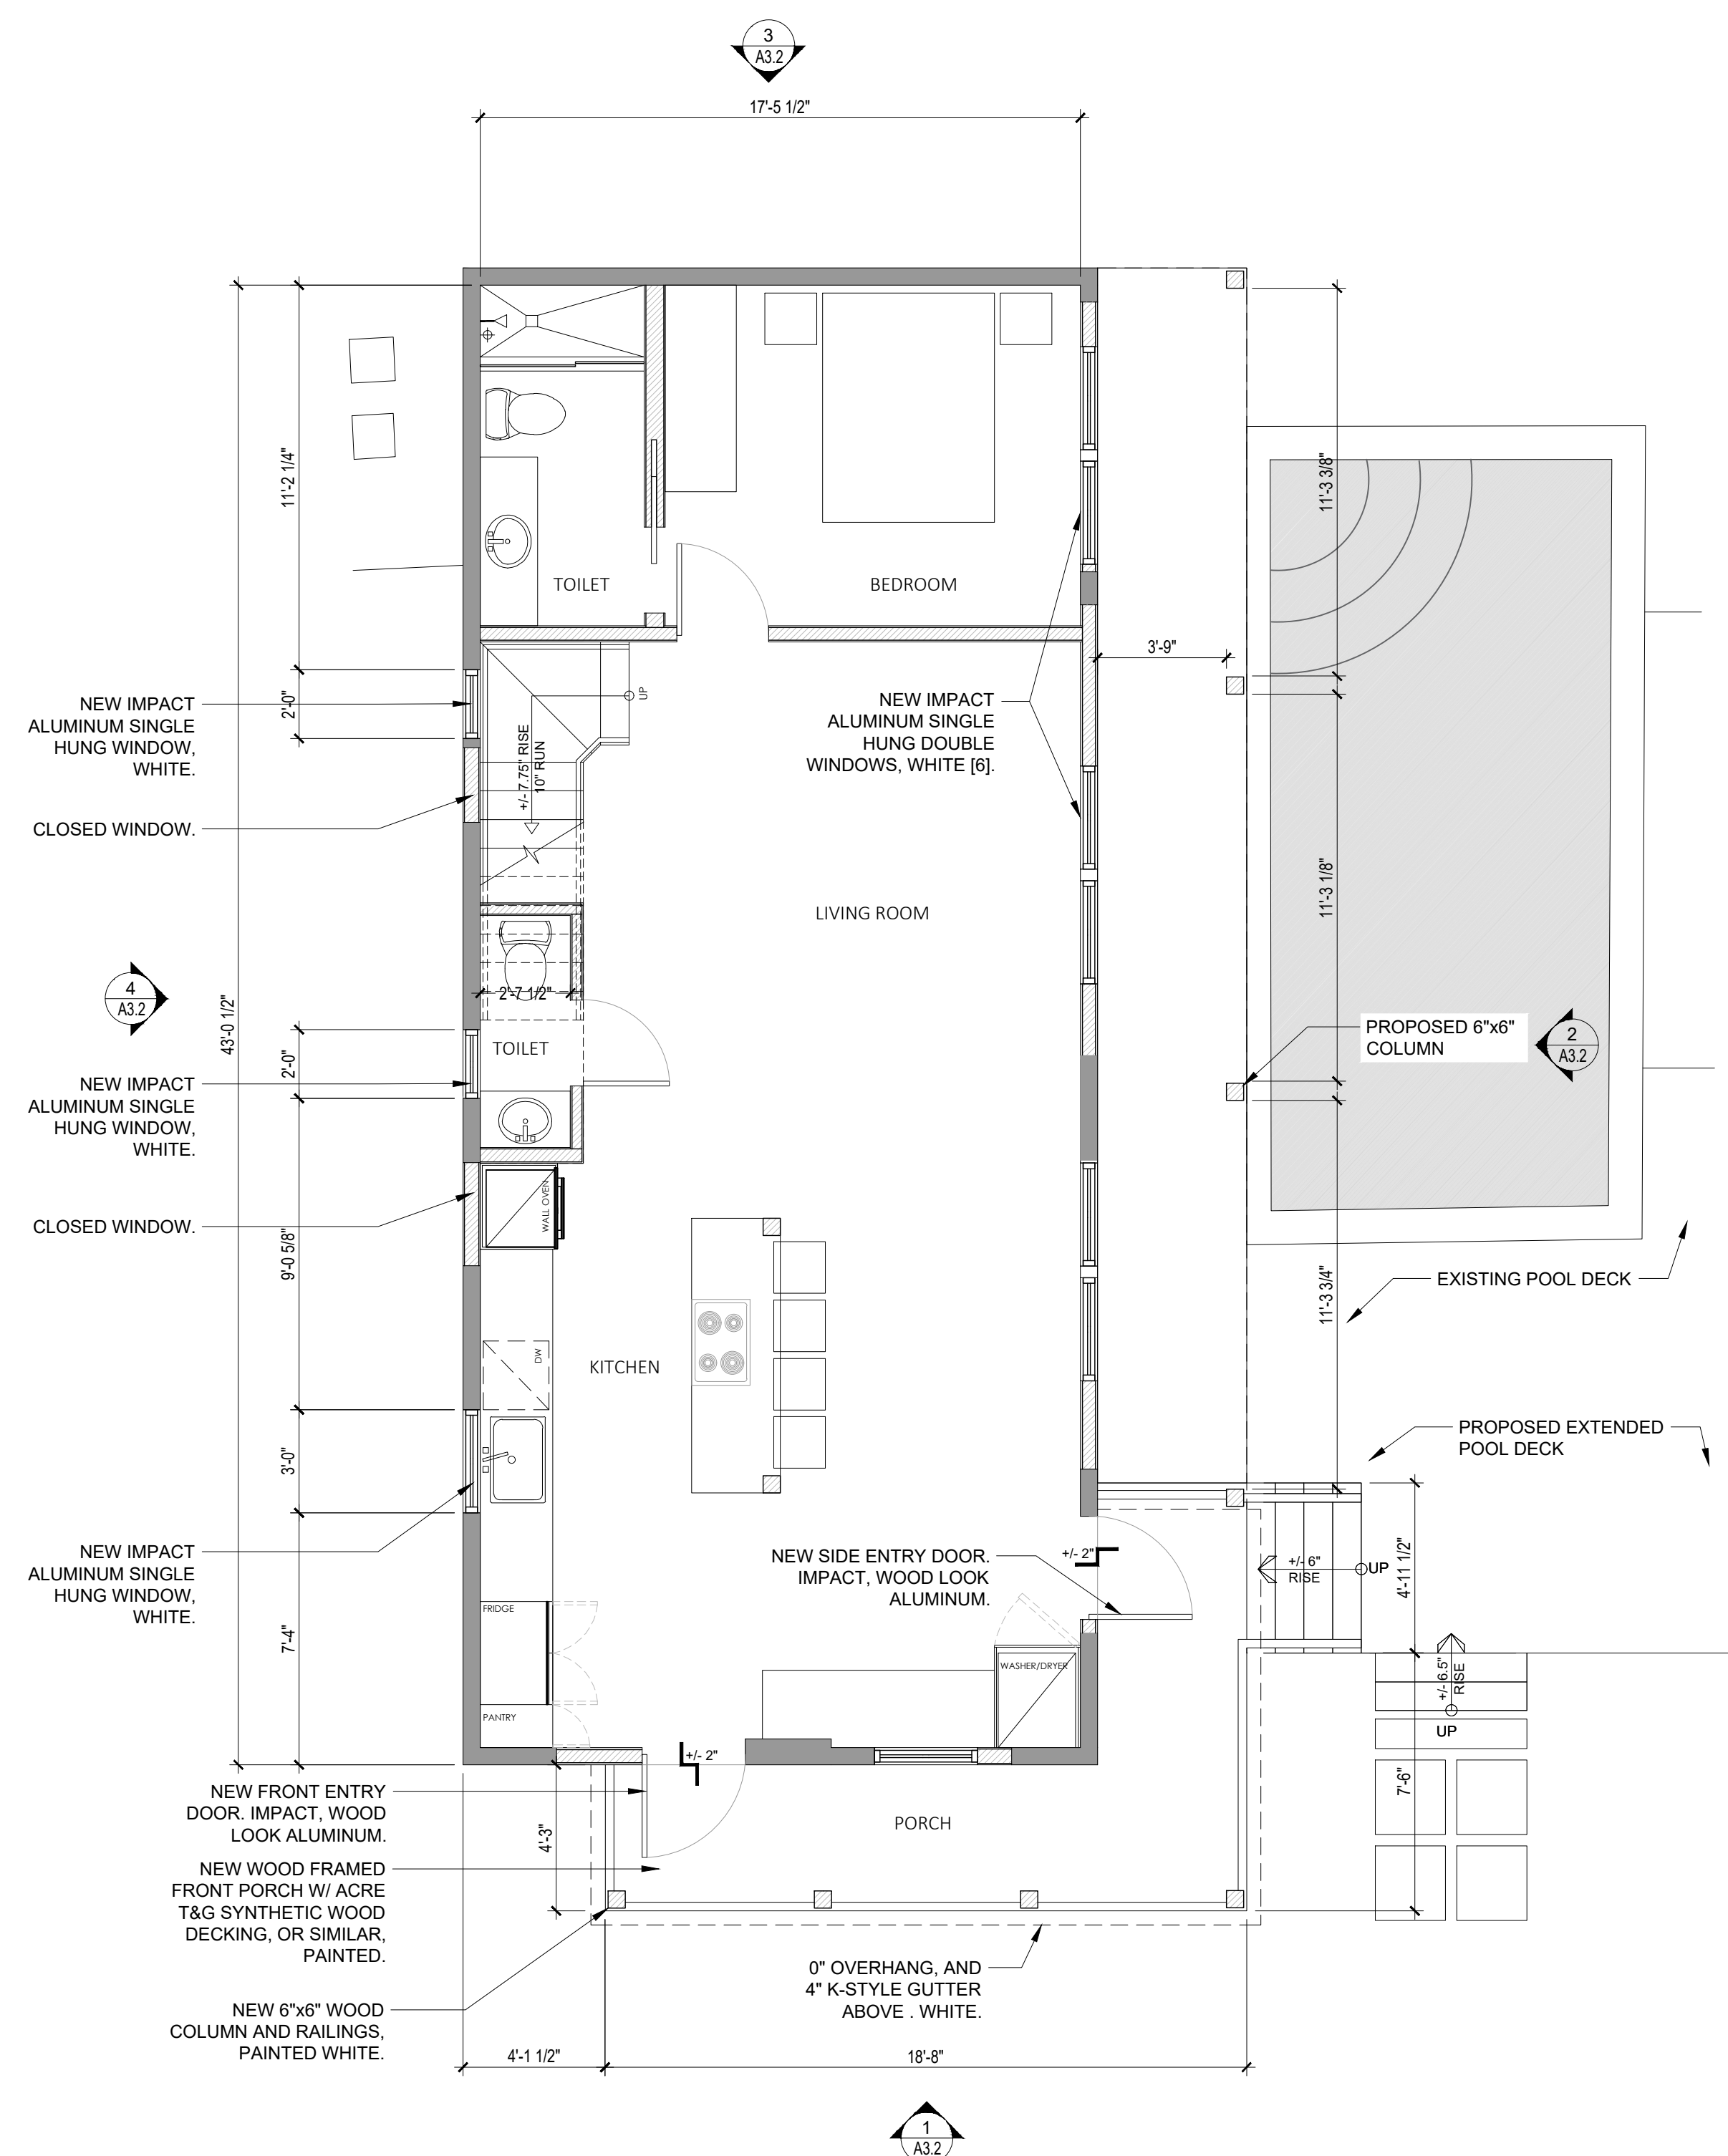 3
A3.2
17'-5 1/2"
11'-2 1/4"
11'-3 3/8"
TOILET
BEDROOM
3'-9"
NEW IMPACT
ALUMINUM SINGLE
HUNG WINDOW,
WHITE.
2'-0"
UP
+/- 7.75" RISE
10" RUN
NEW IMPACT
ALUMINUM SINGLE
HUNG DOUBLE
WINDOWS, WHITE [6].
CLOSED WINDOW.
11'-3 1/8"
LIVING ROOM
4
A3.2
43'-0 1/2"
2'-7 1/2"
TOILET
2'-0"
PROPOSED 6"x6"
COLUMN
2
A3.2
NEW IMPACT
ALUMINUM SINGLE
HUNG WINDOW,
WHITE.
WALL OVEN
CLOSED WINDOW.
9'-0 5/8"
11'-3 3/4"
EXISTING POOL DECK
DW
KITCHEN
3'-0"
PROPOSED EXTENDED
POOL DECK
NEW IMPACT
ALUMINUM SINGLE
HUNG WINDOW,
WHITE.
NEW SIDE ENTRY DOOR.
IMPACT, WOOD LOOK
ALUMINUM.
+/- 2"
+/- 6"
RISE
UP
4'-11 1/2"
FRIDGE
7'-4"
WASHER/DRYER
+/- 6.5"
RISE
UP
PANTRY
+/- 2"
7'-6"
NEW FRONT ENTRY
DOOR. IMPACT, WOOD
LOOK ALUMINUM.
4'-3"
PORCH
NEW WOOD FRAMED
FRONT PORCH W/ ACRE
T&G SYNTHETIC WOOD
DECKING, OR SIMILAR,
PAINTED.
0" OVERHANG, AND
4" K-STYLE GUTTER
ABOVE . WHITE.
NEW 6"x6" WOOD
COLUMN AND RAILINGS,
PAINTED WHITE.
4'-1 1/2"
18'-8"
1
A3.2